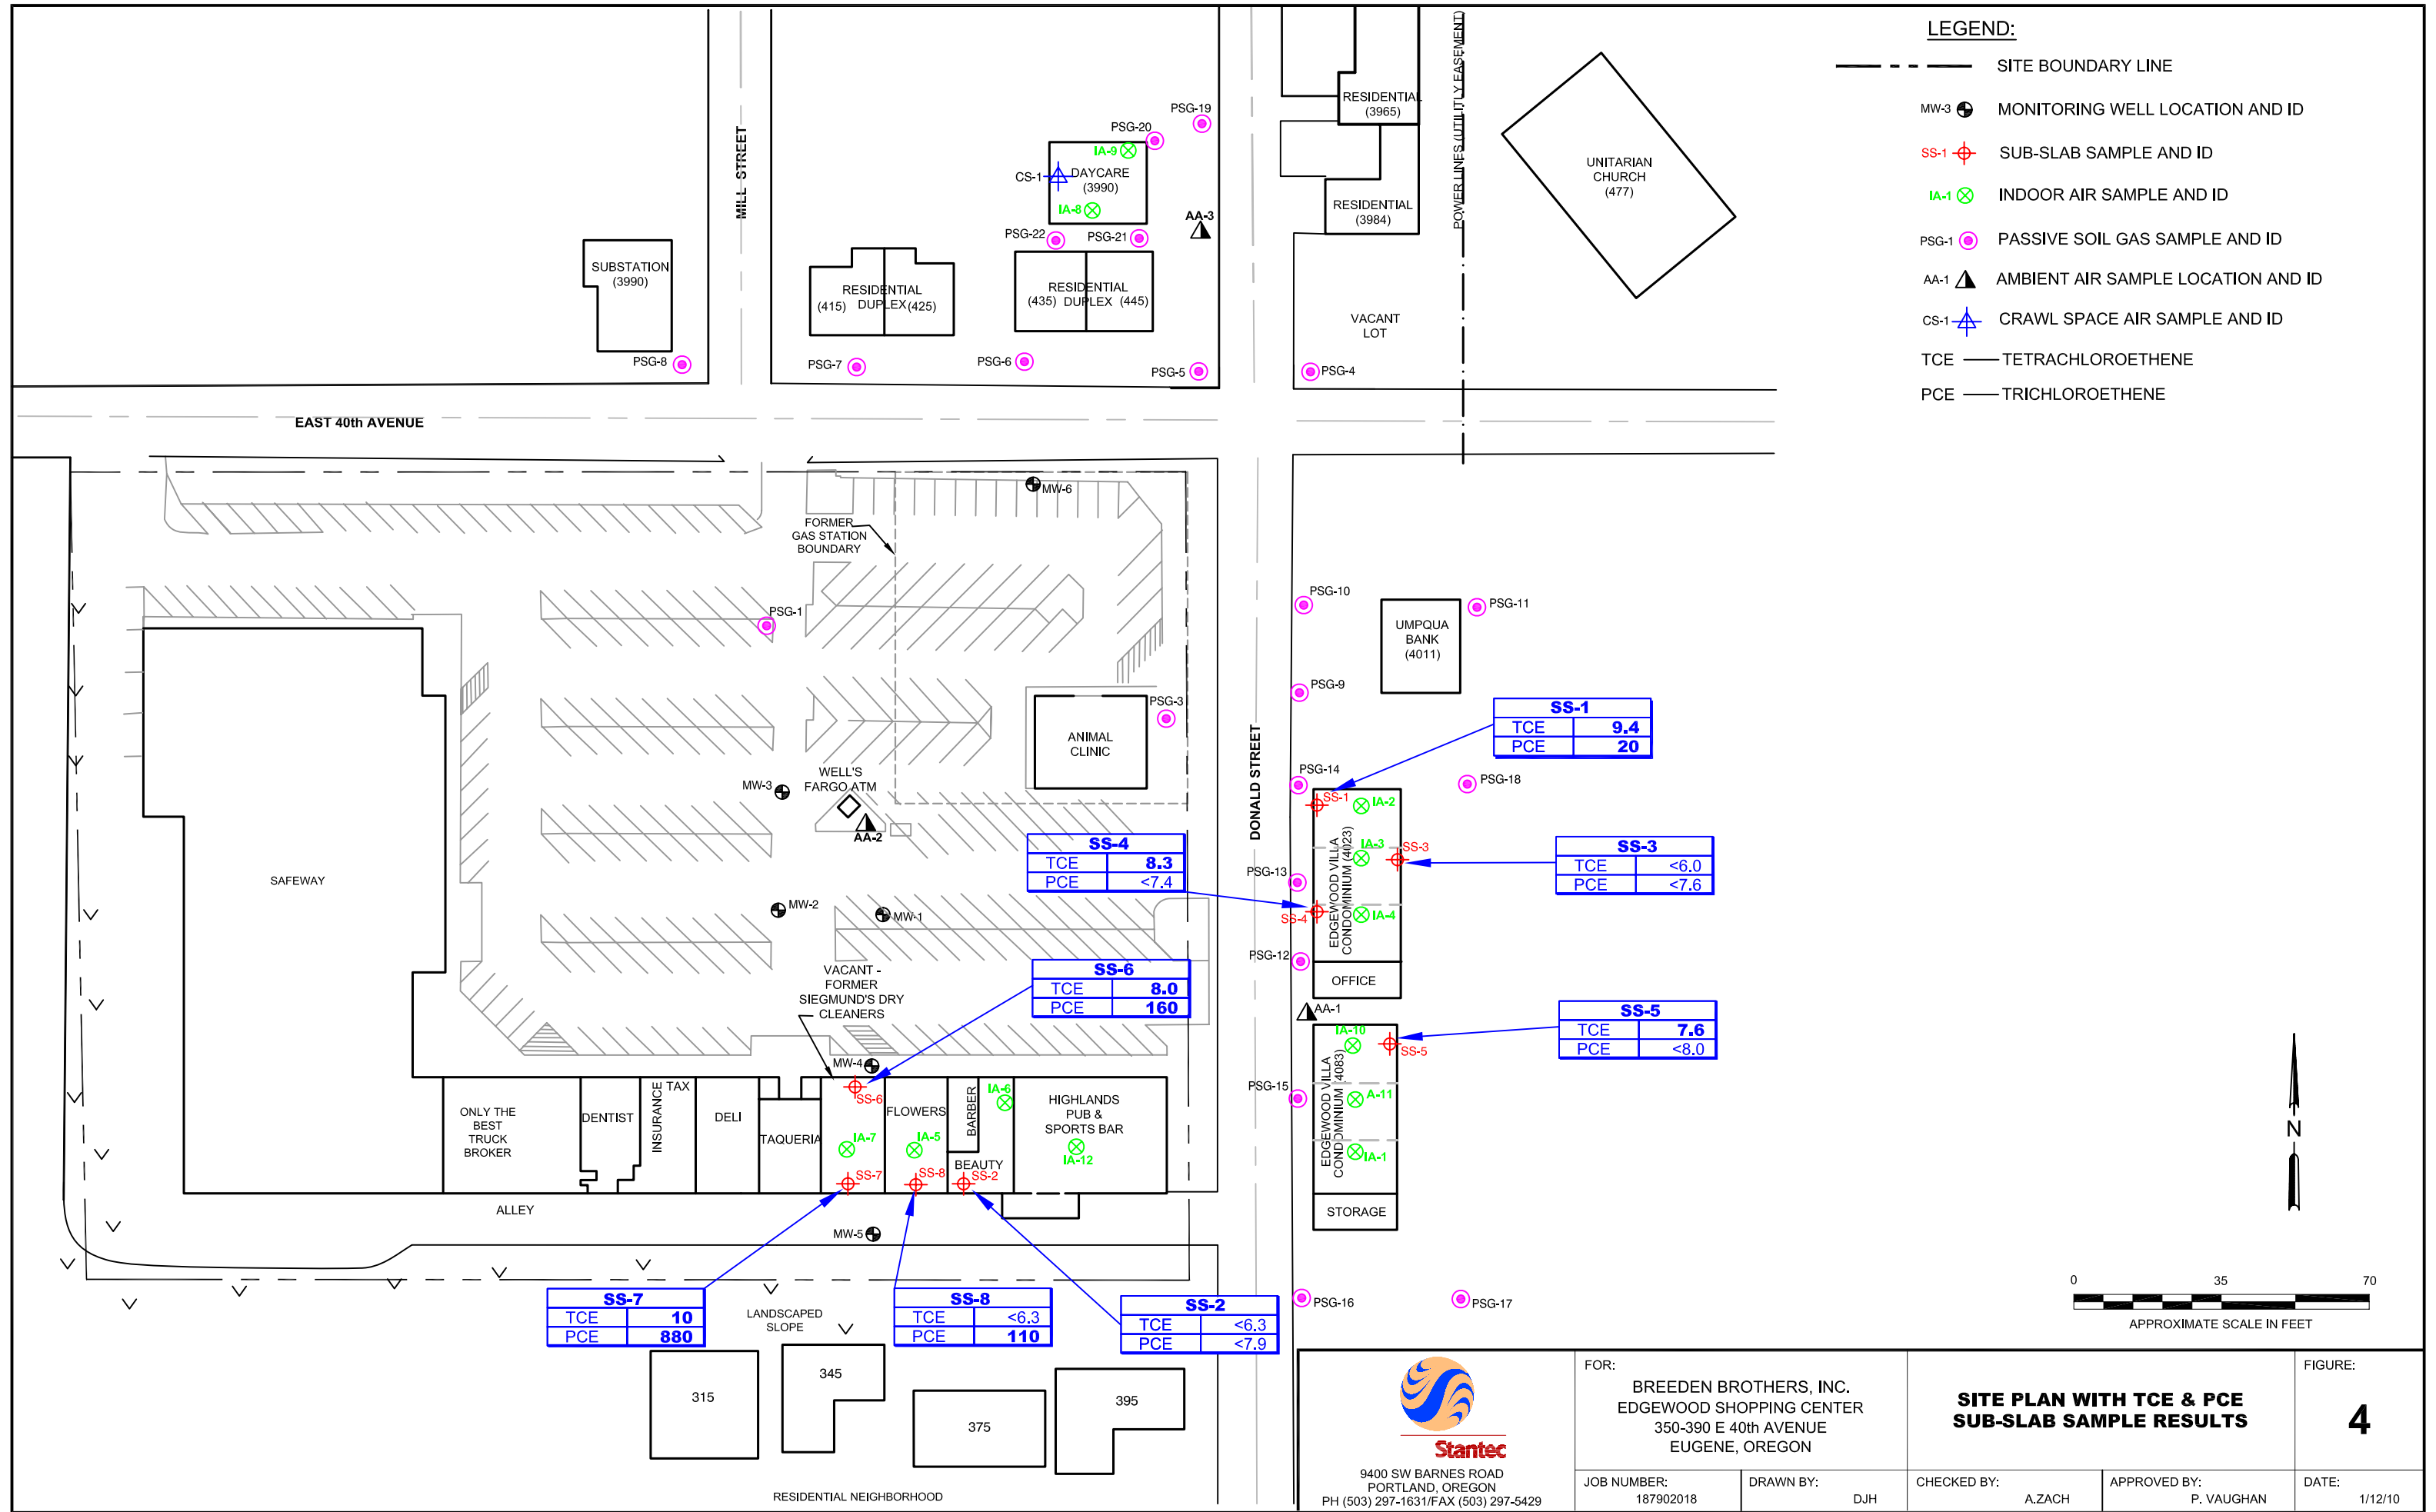 LEGEND:
SITE BOUNDARY LINE
MW-3 MONITORING WELL LOCATION AND ID
SS-1 SUB-SLAB SAMPLE AND ID
IA-1 INDOOR AIR SAMPLE AND ID
PSG-1 PASSIVE SOIL GAS SAMPLE AND ID
AA-1 AMBIENT AIR SAMPLE LOCATION AND ID
CS-1 CRAWL SPACE AIR SAMPLE AND ID
TCE TETRACHLOROETHENE
PCE TRICHLOROETHENE
MILL STREET
POWER LINES (UTILITLY EASEMENT)
RESIDENTIAL
(3965)
PSG-19
PSG-20
IA-9
CS-1
DAYCARE
(3990)
IA-8
UNITARIAN
CHURCH
(477)
RESIDENTIAL
(3984)
AA-3
PSG-22
PSG-21
SUBSTATION
(3990)
RESIDENTIAL
DUPLEX
(415)
(425)
RESIDENTIAL
DUPLEX
(435)
(445)
VACANT
LOT
PSG-8
PSG-7
PSG-6
PSG-5
PSG-4
EAST 40th AVENUE
MW-6
FORMER
GAS STATION
BOUNDARY
PSG-1
PSG-10
PSG-11
UMPQUA
BANK
(4011)
PSG-9
PSG-3
ANIMAL
CLINIC
DONALD STREET
SS-1
TCE 9.4
PCE 20
WELL'S
FARGO ATM
MW-3
AA-2
PSG-14
PSG-18
SS-1
IA-2
IA-3
SS-3
EDGEWOOD VILLA
CONDOMINIUM (4023)
SS-4
TCE 8.3
PCE <7.4
SS-3
TCE <6.0
PCE <7.6
SAFEWAY
PSG-13
MW-2
MW-1
SS-4
IA-4
PSG-12
OFFICE
VACANT -
FORMER
SIEGMUND'S DRY
CLEANERS
SS-6
TCE 8.0
PCE 160
AA-1
SS-5
TCE 7.6
PCE <8.0
IA-10
SS-5
EDGEWOOD VILLA
CONDOMINIUM (4083)
PSG-15
A-11
IA-1
STORAGE
MW-4
SS-6
ONLY THE
BEST
TRUCK
BROKER
DENTIST
INSURANCE
TAX
DELI
TAQUERIA
FLOWERS
BARBER
IA-6
HIGHLANDS
PUB &
SPORTS BAR
IA-7
IA-5
IA-12
BEAUTY
SS-7
SS-8
SS-2
ALLEY
MW-5
N
SS-7
TCE 10
PCE 880
LANDSCAPED
SLOPE
SS-8
TCE <6.3
PCE 110
SS-2
TCE <6.3
PCE <7.9
PSG-16
PSG-17
0 35 70
APPROXIMATE SCALE IN FEET
315
345
375
395
RESIDENTIAL NEIGHBORHOOD
Stantec
9400 SW BARNES ROAD
PORTLAND, OREGON
PH (503) 297-1631/FAX (503) 297-5429
FOR:
BREEDEN BROTHERS, INC.
EDGEWOOD SHOPPING CENTER
350-390 E 40th AVENUE
EUGENE, OREGON
SITE PLAN WITH TCE & PCE
SUB-SLAB SAMPLE RESULTS
FIGURE:
4
JOB NUMBER:
187902018
DRAWN BY:
DJH
CHECKED BY:
A.ZACH
APPROVED BY:
P. VAUGHAN
DATE:
1/12/10